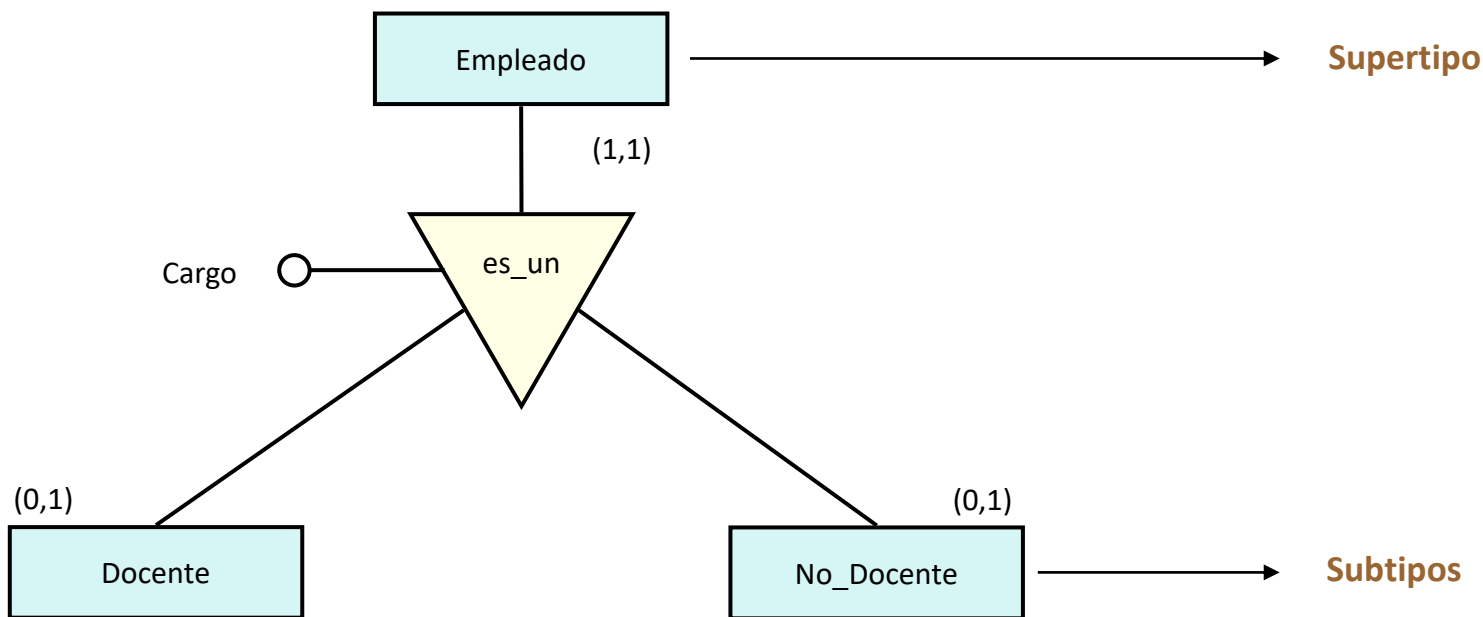 Empleado
Supertipo
(1,1)
es_un
Cargo
(0,1)
(0,1)
Docente
No_Docente
Subtipos